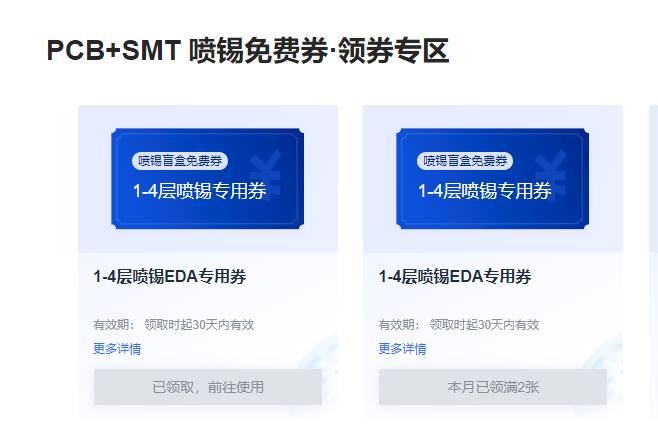 PCB+SMT 喷锡免费券·领券专区
喷锡盲盒免费券
1-4层喷锡专用券
1-4层喷锡EDA专用券
有效期： 领取时起30天内有效
更多详情
已领取，前往使用
喷锡盲盒免费券
1-4层喷锡专用券
1-4层喷锡EDA专用券
有效期： 领取时起30天内有效
更多详情
本月已领满2张